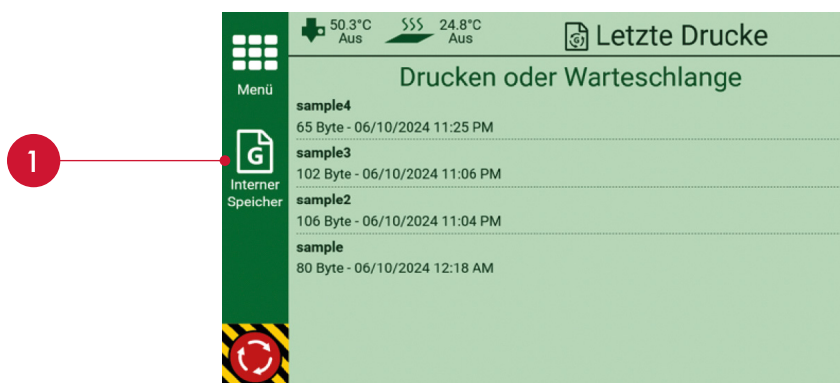 50.3°C
Aus
24.8°C
Aus
Letzte Drucke
Menü
Drucken oder Warteschlange
sample4
65 Byte - 06/10/2024 11:25 PM
sample3
102 Byte - 06/10/2024 11:06 PM
1
G
Interner
Speicher
sample2
106 Byte - 06/10/2024 11:04 PM
sample
80 Byte - 06/10/2024 12:18 AM